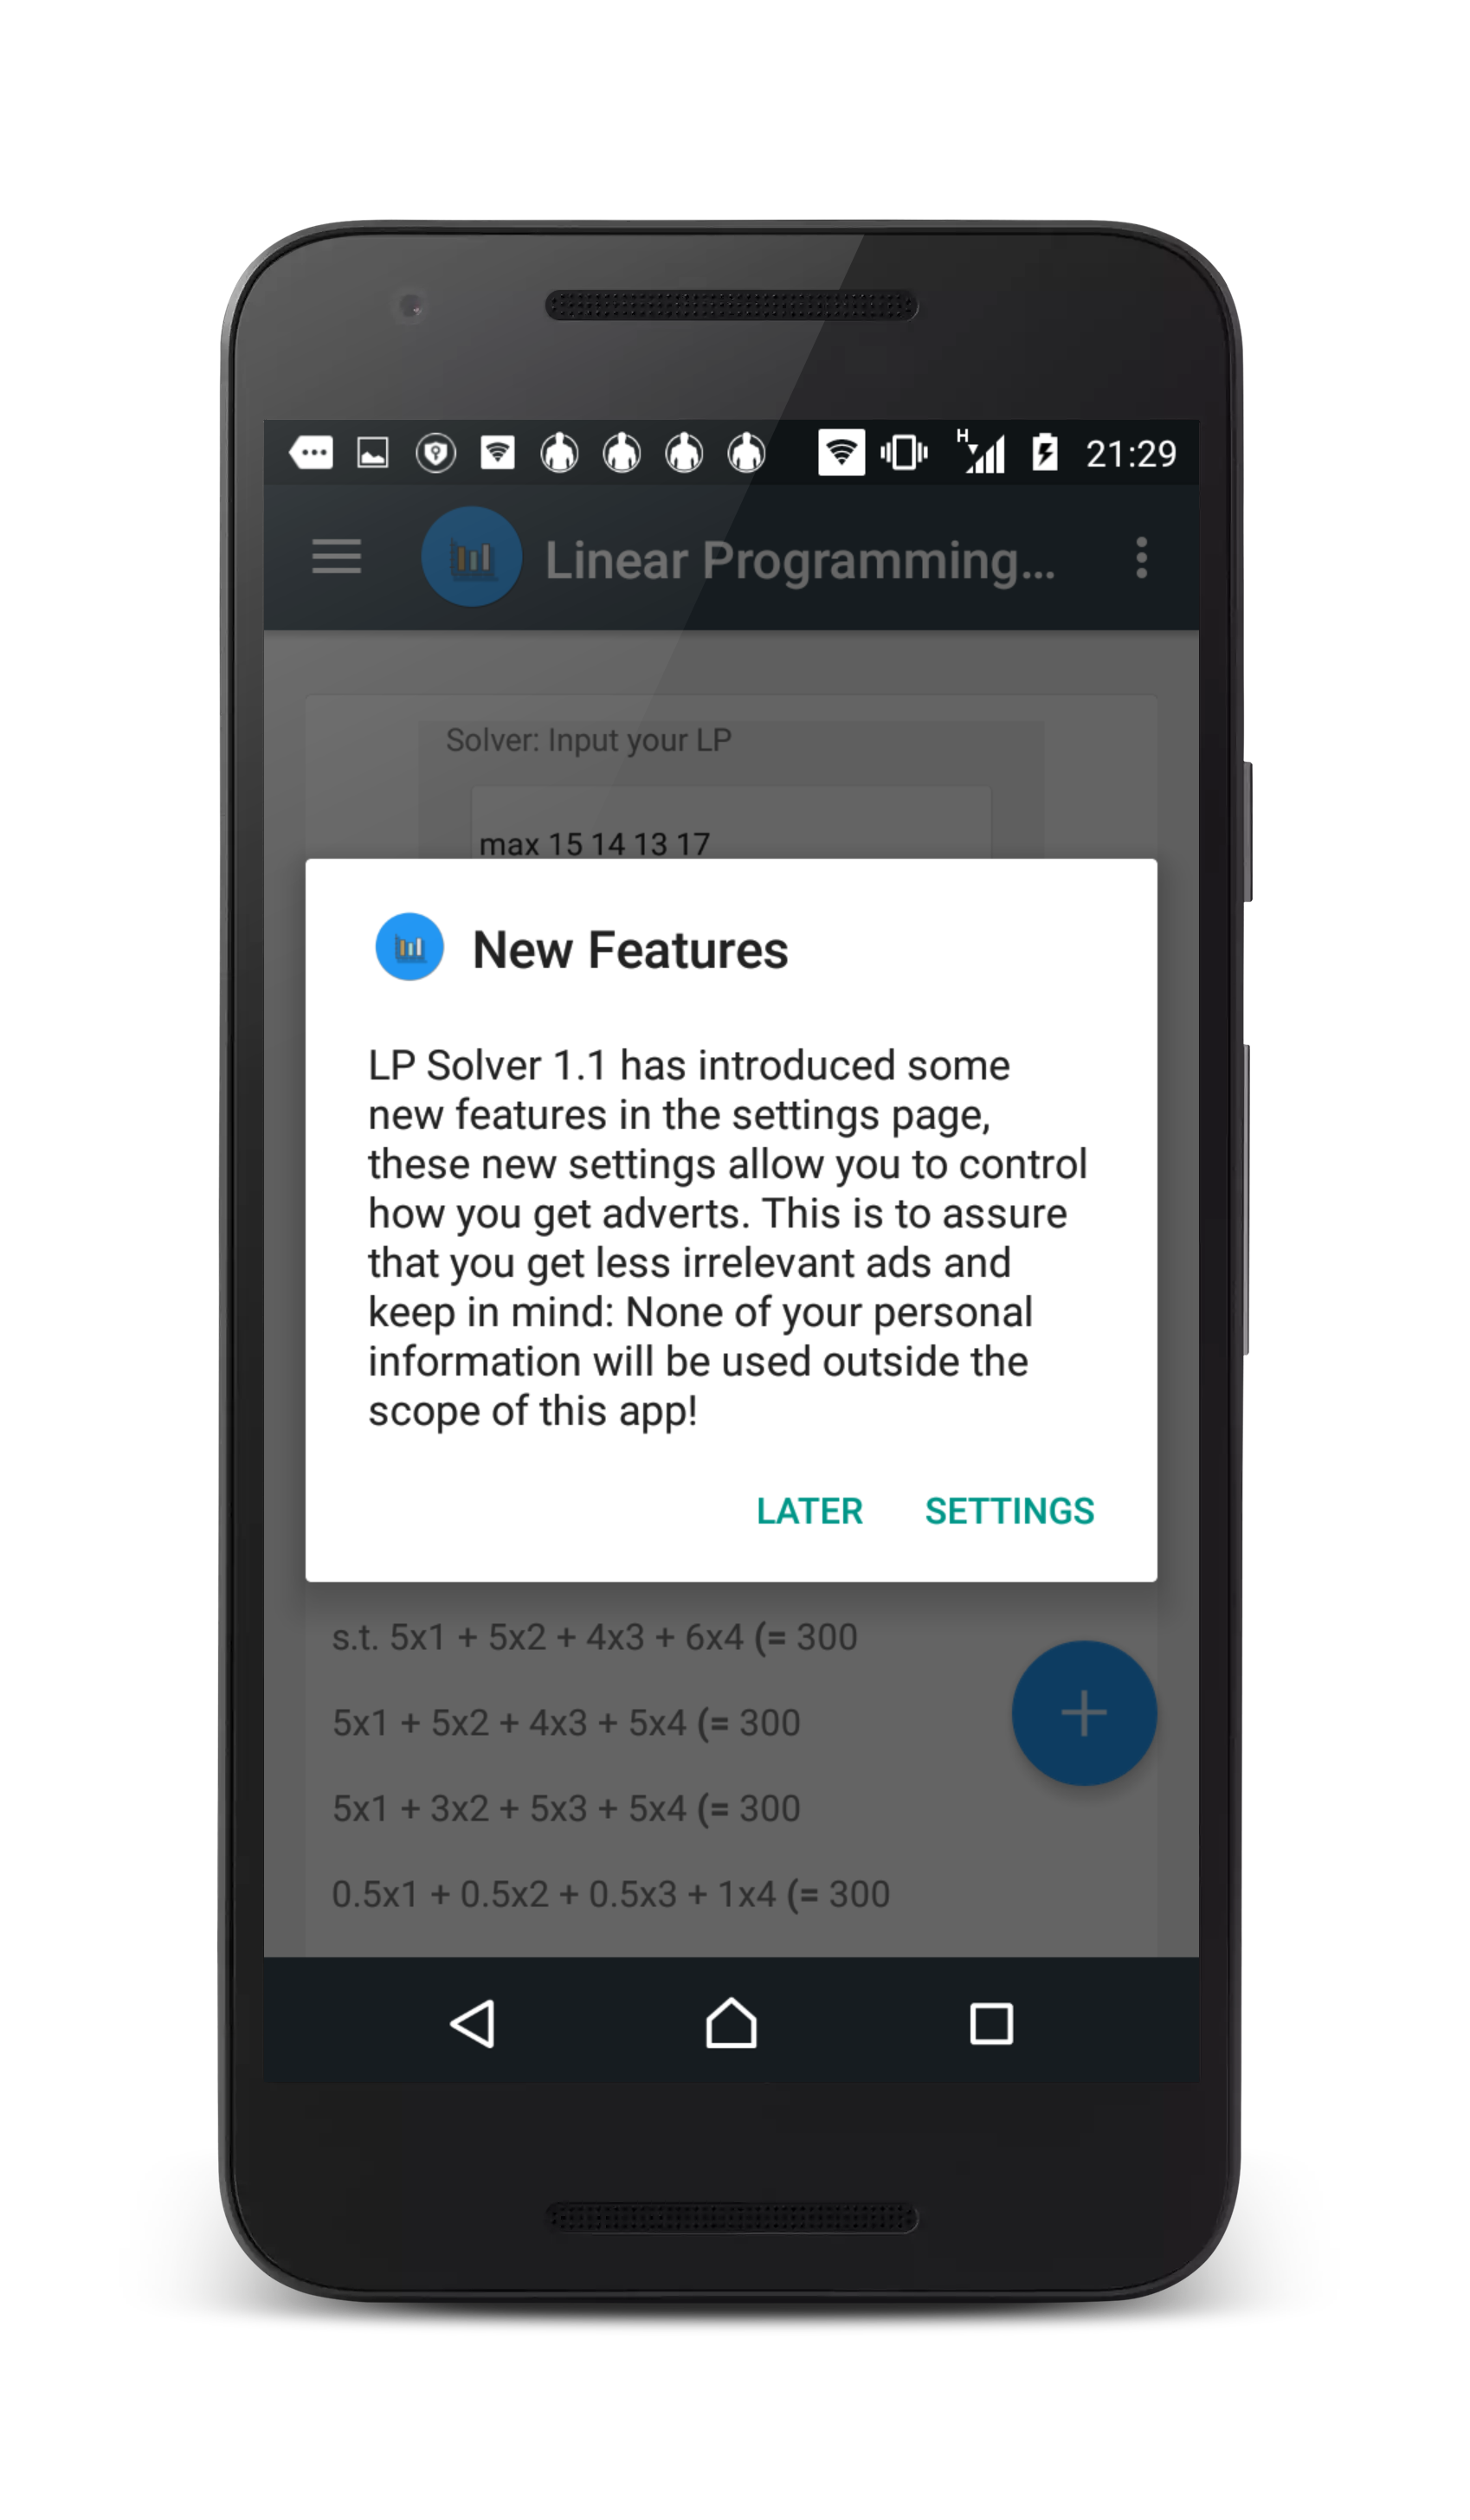 H
21:29
Linear Programming...
Solver: Input your LP
max 15 14 13 17
New Features
LP Solver 1.1 has introduced some
new features in the settings page,
these new settings allow you to control
how you get adverts. This is to assure
that you get less irrelevant ads and
keep in mind: None of your personal
information will be used outside the
scope of this app!
LATER SETTINGS
s.t. 5x1 + 5x2 + 4x3 + 6x4 (= 300
5x1 + 5x2 + 4x3 + 5x4 (= 300
5x1 + 3x2 + 5x3 + 5x4 (= 300
0.5x1 + 0.5x2 + 0.5x3 + 1x4 (= 300